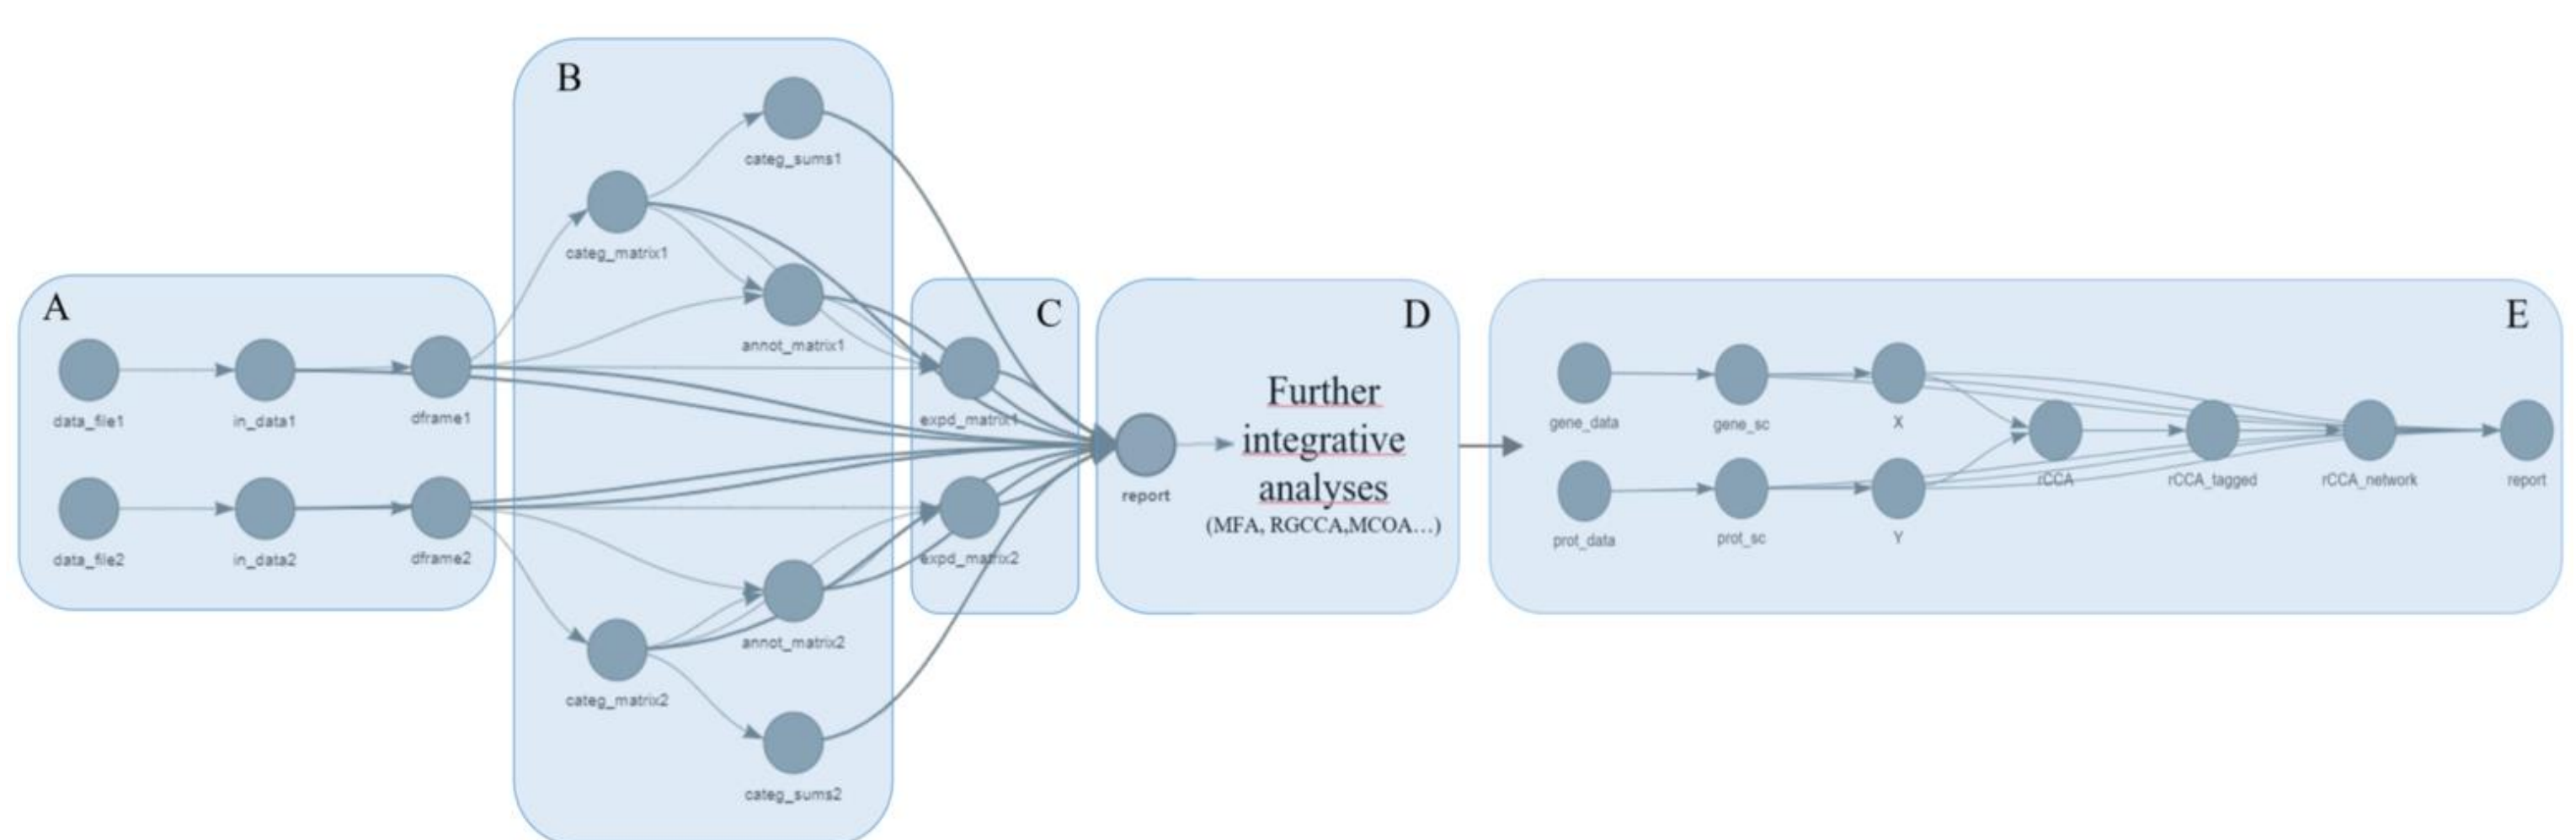 A
data_file1
in_data1
dframe1
data_file2
in_data2
dframe2
B
categ_sums1
categ_matrix1
annot_matrix1
annot_matrix2
categ_matrix2
categ_sums2
C
expd_matrix1
expd_matrix2
D
report
Further
integrative
analyses
(MFA, RGCCA,MCOA…)
E
gene_data
gene_sc
X
prot_data
prot_sc
Y
rCCA
rCCA_tagged
rCCA_network
report